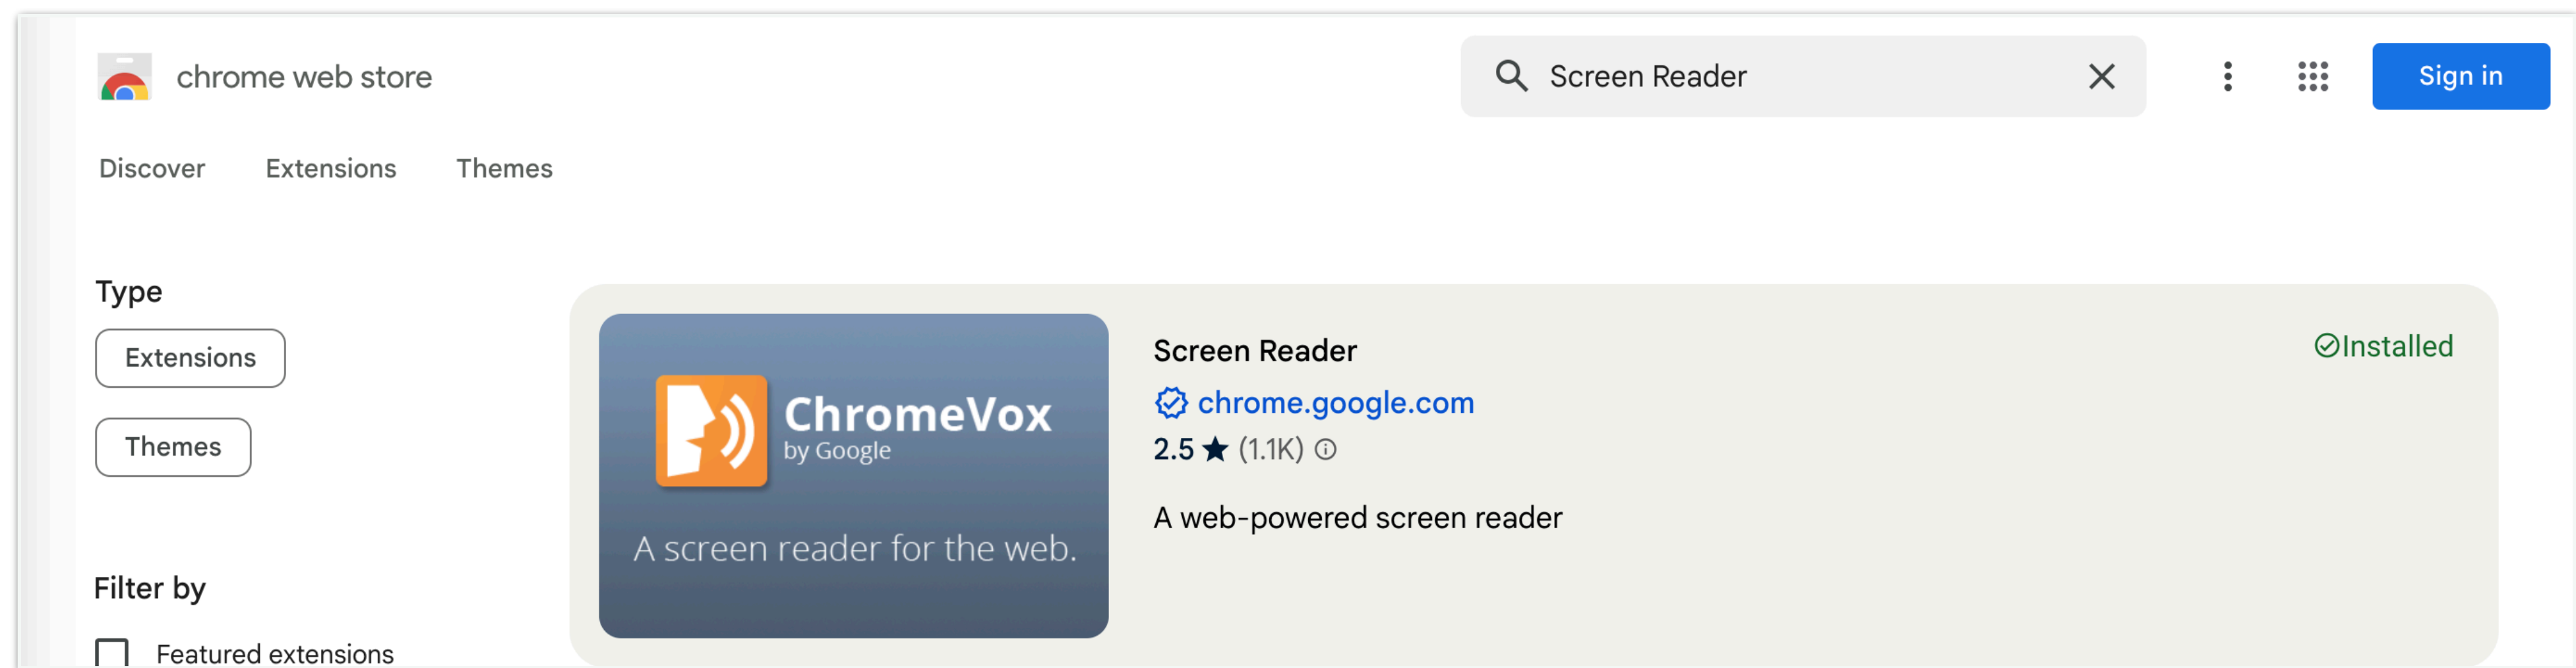 chrome web store
Screen Reader
Sign in
Discover Extensions Themes
Type
Extensions
Themes
Filter by
Featured extensions
ChromeVox
by Google
A screen reader for the web.
Screen Reader
Installed
chrome.google.com
2.5 ★ (1.1K)
A web-powered screen reader